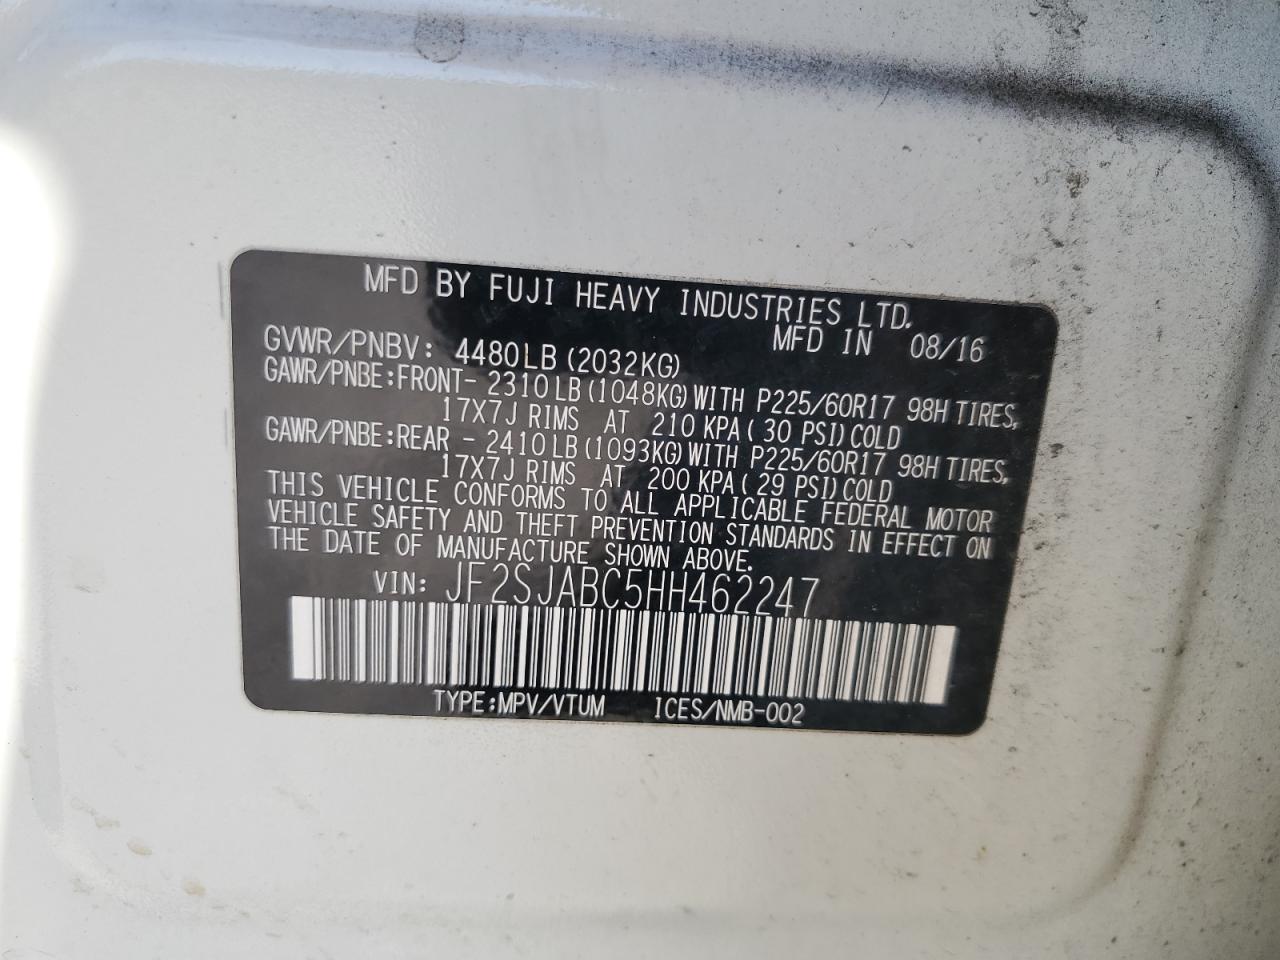 MFD BY FUJI HEAVY INDUSTRIES LTD.
MFD IN 08/16
GVWR/PNBV: 4480LB(2032KG)
GAWR/PNBE:FRONT- 2310LB(1048KG)WITH P225/60R17 98H TIRES,
17X7J RIMS AT 210 KPA( 30 PSI)COLD
GAWR/PNBE:REAR - 2410LB(1093KG)WITH P225/60R17 98H TIRES,
17X7J RIMS AT 200 KPA( 29 PSI)COLD
THIS VEHICLE CONFORMS TO ALL APPLICABLE FEDERAL MOTOR
VEHICLE SAFETY AND THEFT PREVENTION STANDARDS IN EFFECT ON
THE DATE OF MANUFACTURE SHOWN ABOVE.
VIN: JF2SJABC5HH462247
TYPE:MPV/VTUM ICES/NMB-002